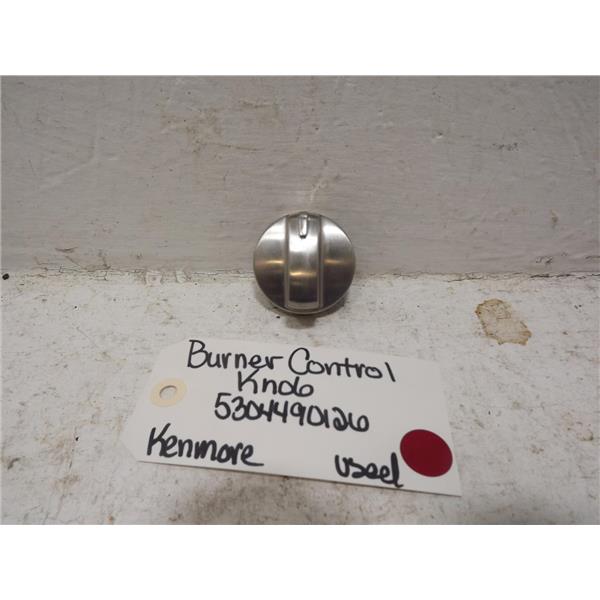 Burner Control
Knob
5304490126
Kenmore
used